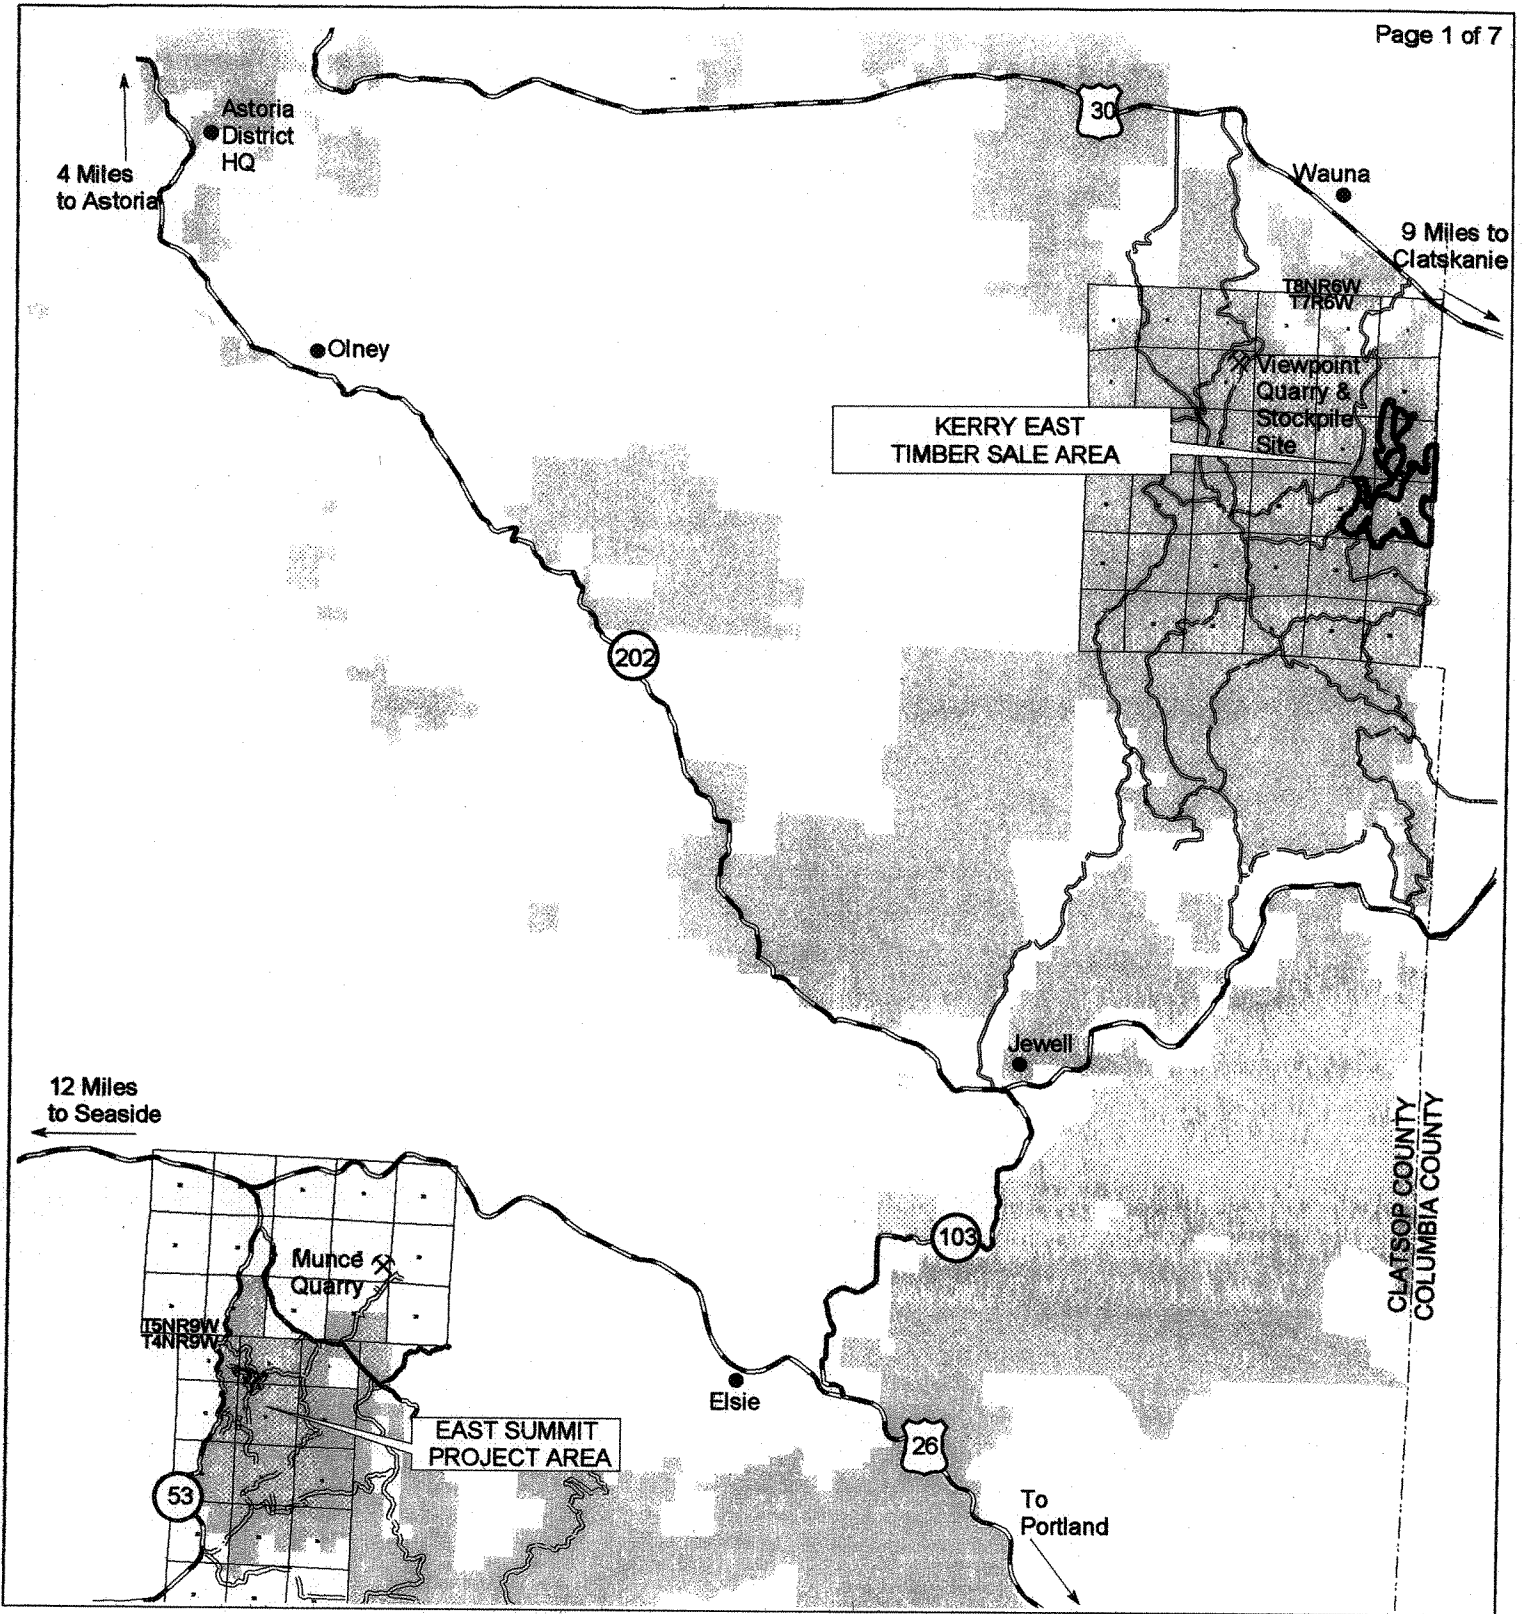 Page 1 of 7
30
Astoria
District
HQ
4 Miles
to Astoria
Wauna
9 Miles to
Clatskanie
T8NR6W
T7R6W
Olney
Viewpoint
Quarry &
Stockpile
Site
KERRY EAST
TIMBER SALE AREA
202
Jewell
12 Miles
to Seaside
CLATSOP COUNTY
COLUMBIA COUNTY
103
Munce
Quarry
T5NR9W
T4NR9W
Elsie
EAST SUMMIT
PROJECT AREA
26
53
To
Portland